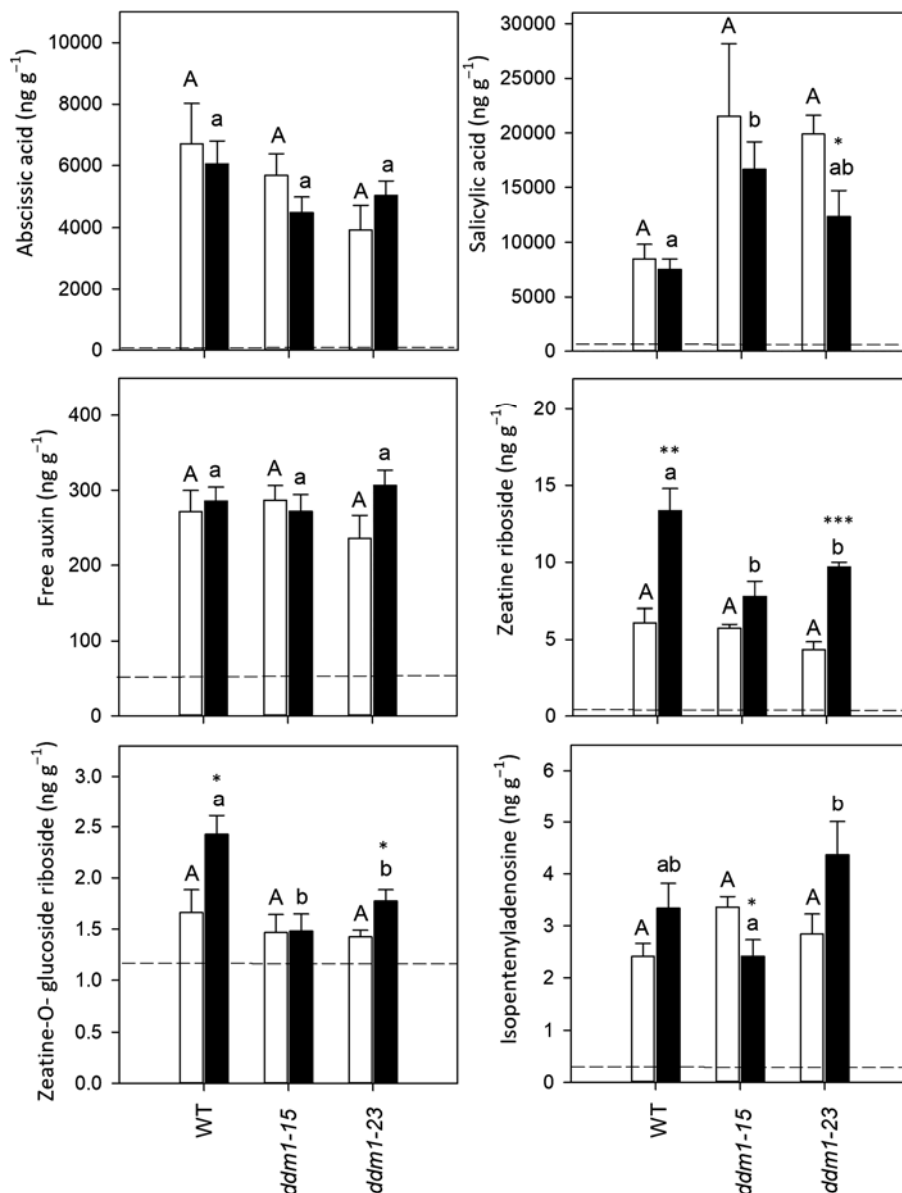 Abscissic acid (ng g⁻¹)
10000
8000
6000
4000
2000
0
A
a
A
a
A
a
Salicylic acid (ng g⁻¹)
30000
25000
20000
15000
10000
5000
0
A
a
A
b
A
*
ab
Free auxin (ng g⁻¹)
400
300
200
100
0
A
a
A
a
A
a
Zeatine riboside (ng g⁻¹)
20
15
10
5
0
A
**
a
A
b
A
***
b
Zeatine-O- glucoside riboside (ng g⁻¹)
3.0
2.5
2.0
1.5
1.0
0.5
0.0
A
*
a
A
b
A
*
b
WT
ddm1-15
ddm1-23
Isopentenyladenosine (ng g⁻¹)
6
5
4
3
2
1
0
A
ab
A
*
a
A
b
WT
ddm1-15
ddm1-23